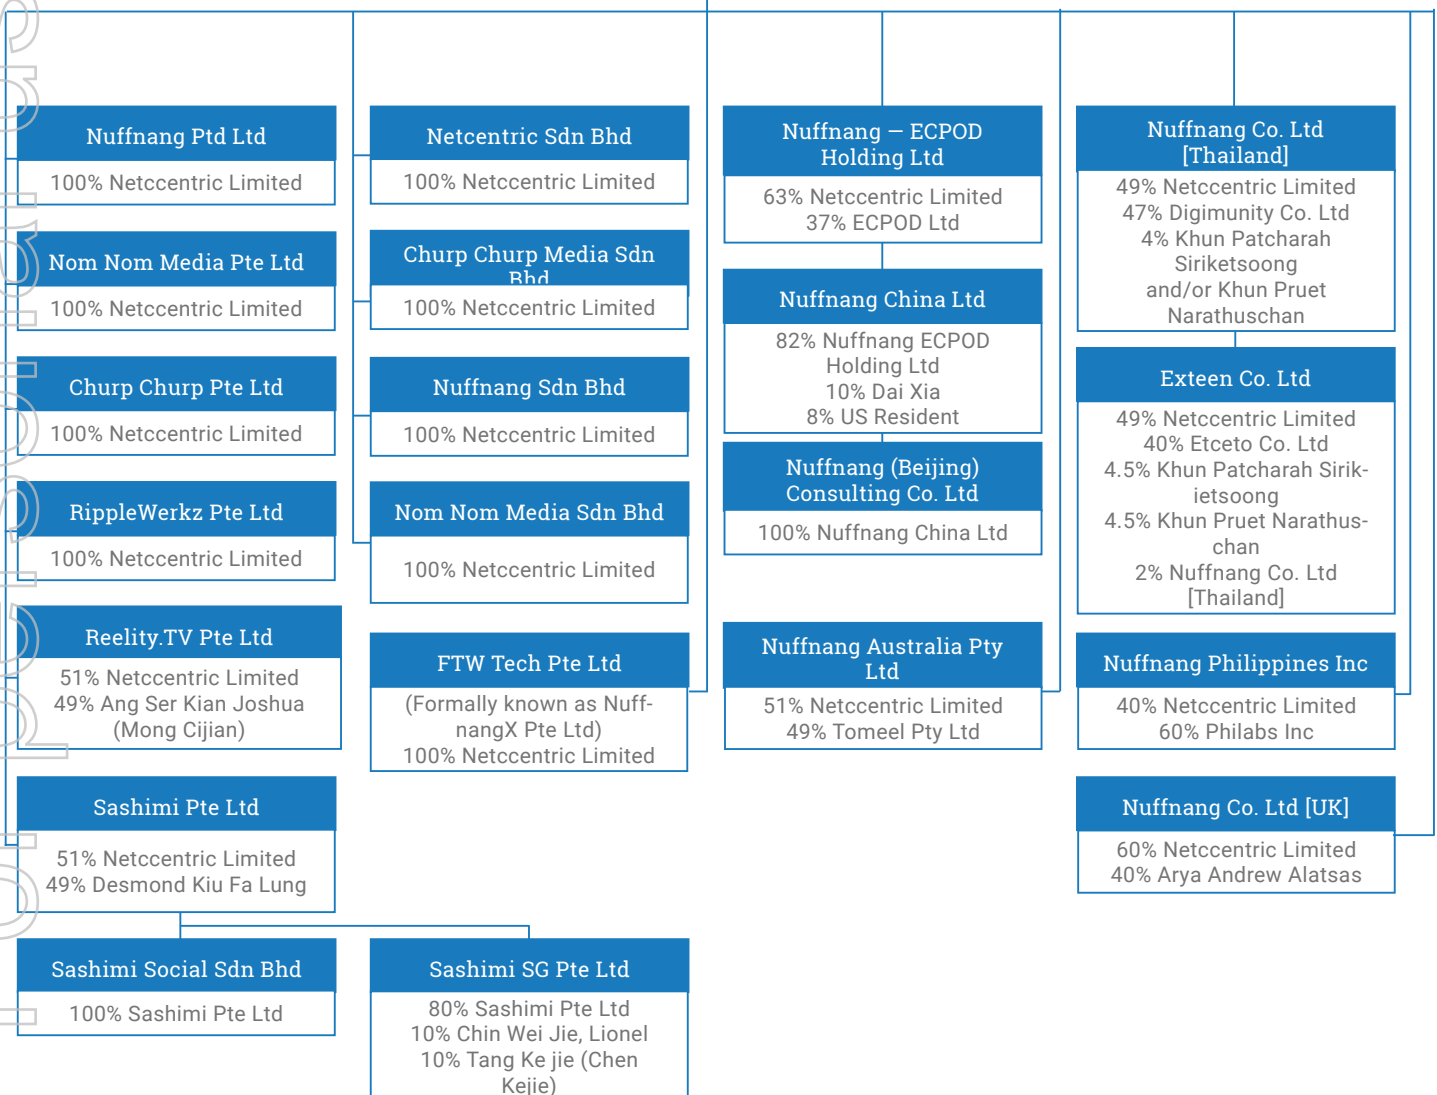 Nuffnang Ptd Ltd
100% Netccentric Limited
Nom Nom Media Pte Ltd
100% Netccentric Limited
Churp Churp Pte Ltd
100% Netccentric Limited
RippleWerkz Pte Ltd
100% Netccentric Limited
Reelity.TV Pte Ltd
51% Netccentric Limited
49% Ang Ser Kian Joshua
(Mong Cijian)
Sashimi Pte Ltd
51% Netccentric Limited
49% Desmond Kiu Fa Lung
Sashimi Social Sdn Bhd
100% Sashimi Pte Ltd
Netcentric Sdn Bhd
100% Netccentric Limited
Churp Churp Media Sdn
Bhd
100% Netccentric Limited
Nuffnang Sdn Bhd
100% Netccentric Limited
Nom Nom Media Sdn Bhd
100% Netccentric Limited
FTW Tech Pte Ltd
(Formally known as Nuff-
nangX Pte Ltd)
100% Netccentric Limited
Sashimi SG Pte Ltd
80% Sashimi Pte Ltd
10% Chin Wei Jie, Lionel
10% Tang Ke jie (Chen
Kejie)
Nuffnang — ECPOD
Holding Ltd
63% Netccentric Limited
37% ECPOD Ltd
Nuffnang China Ltd
82% Nuffnang ECPOD
Holding Ltd
10% Dai Xia
8% US Resident
Nuffnang (Beijing)
Consulting Co. Ltd
100% Nuffnang China Ltd
Nuffnang Australia Pty
Ltd
51% Netccentric Limited
49% Tomeel Pty Ltd
Nuffnang Co. Ltd
[Thailand]
49% Netccentric Limited
47% Digimunity Co. Ltd
4% Khun Patcharah
Siriketsoong
and/or Khun Pruet
Narathuschan
Exteen Co. Ltd
49% Netccentric Limited
40% Etceto Co. Ltd
4.5% Khun Patcharah Sirik-
ietsoong
4.5% Khun Pruet Narathus-
chan
2% Nuffnang Co. Ltd
[Thailand]
Nuffnang Philippines Inc
40% Netccentric Limited
60% Philabs Inc
Nuffnang Co. Ltd [UK]
60% Netccentric Limited
40% Arya Andrew Alatsas